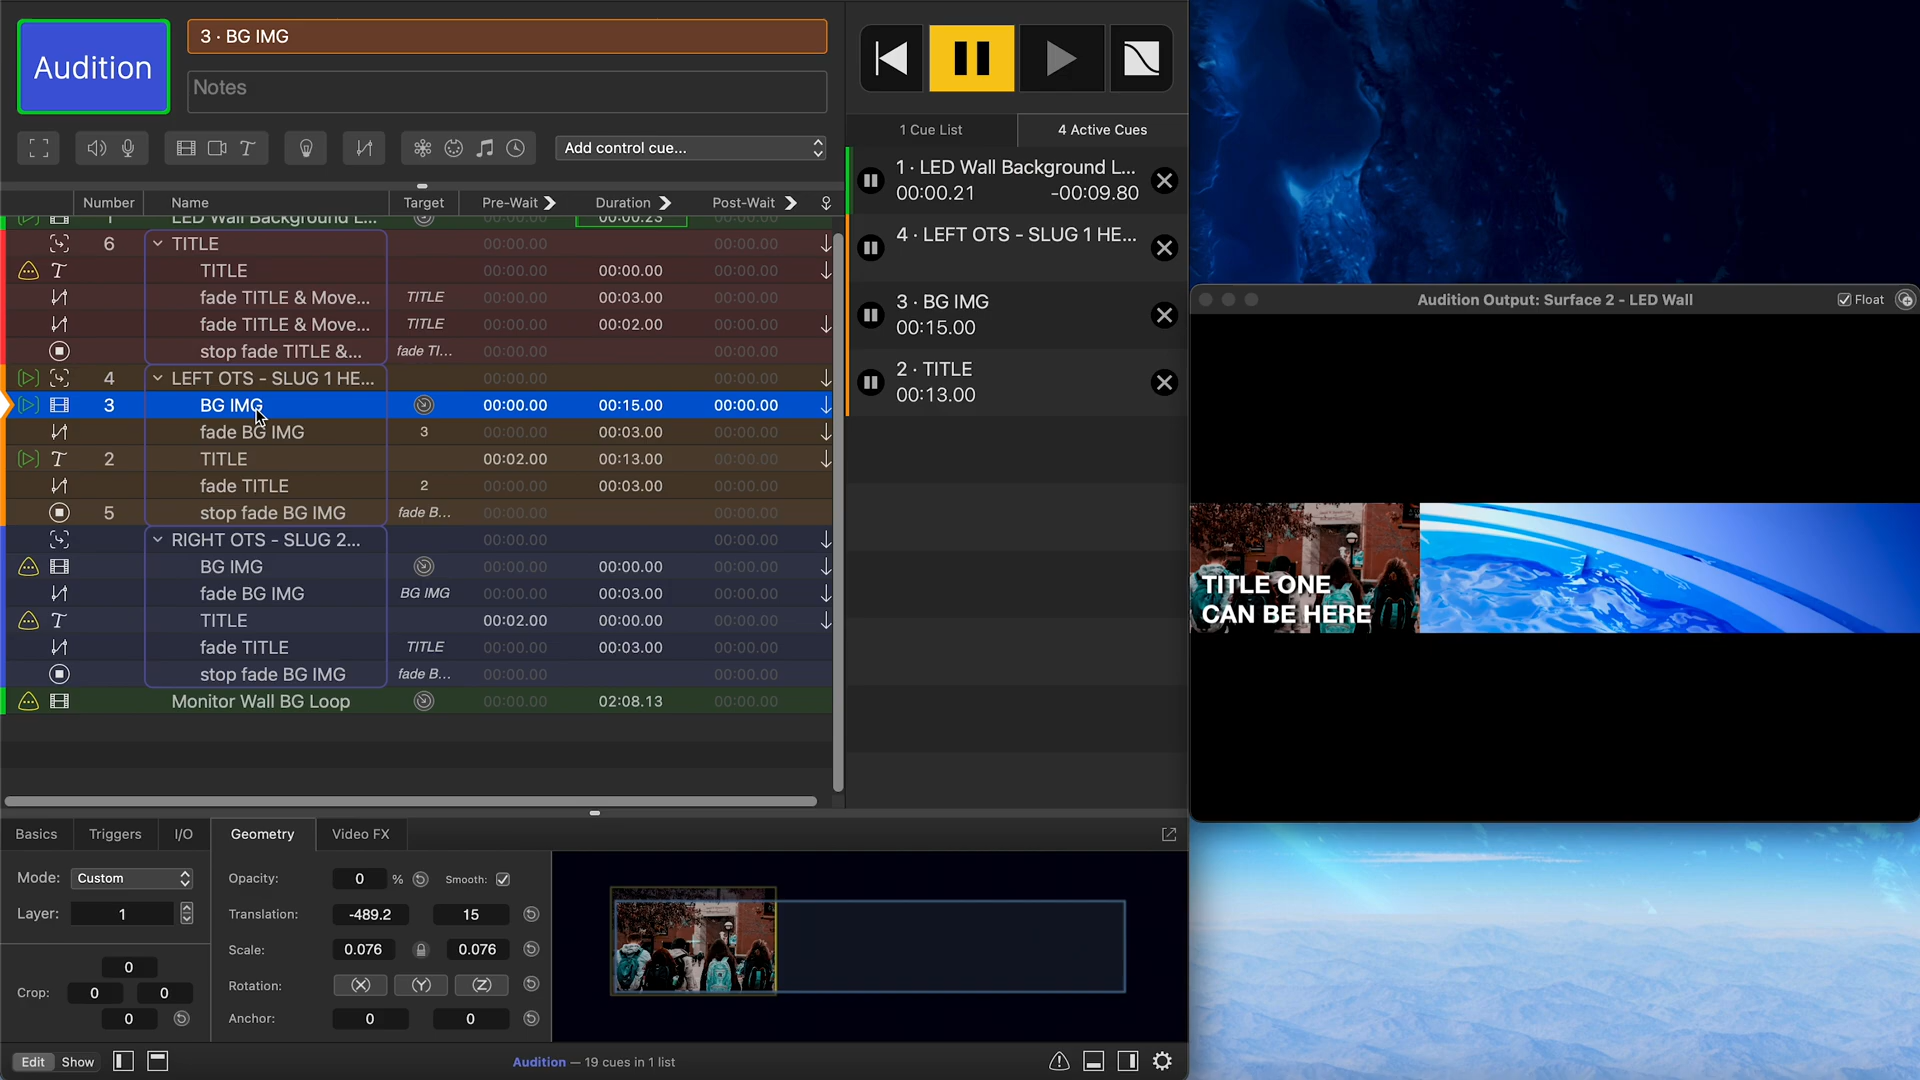 Audition
3 · BG IMG
Notes
Add control cue...
1 Cue List
4 Active Cues
1 · LED Wall Background L...
00:00.21 -00:09.80
4 · LEFT OTS - SLUG 1 HE...
3 · BG IMG
00:15.00
2 · TITLE
00:13.00
Number Name Target Pre-Wait Duration Post-Wait
1 LED Wall Background L... 00:00.00 00:00.23 00:00.00
6 TITLE 00:00.00 00:00.00 00:00.00
TITLE 00:00.00 00:00.00 00:00.00
fade TITLE & Move... TITLE 00:00.00 00:03.00 00:00.00
fade TITLE & Move... TITLE 00:00.00 00:02.00 00:00.00
stop fade TITLE &... fade TI... 00:00.00 00:00.00
4 LEFT OTS - SLUG 1 HE... 00:00.00 00:00.00
3 BG IMG 00:00.00 00:15.00 00:00.00
fade BG IMG 3 00:00.00 00:03.00 00:00.00
2 TITLE 00:02.00 00:13.00 00:00.00
fade TITLE 2 00:00.00 00:03.00 00:00.00
5 stop fade BG IMG fade B... 00:00.00 00:00.00
RIGHT OTS - SLUG 2... 00:00.00 00:00.00
BG IMG 00:00.00 00:00.00 00:00.00
fade BG IMG BG IMG 00:00.00 00:03.00 00:00.00
TITLE 00:02.00 00:00.00 00:00.00
fade TITLE TITLE 00:00.00 00:03.00 00:00.00
stop fade BG IMG fade B... 00:00.00 00:00.00
Monitor Wall BG Loop 00:00.00 02:08.13 00:00.00
Audition Output: Surface 2 - LED Wall
Float
TITLE ONE
CAN BE HERE
Basics Triggers I/O Geometry Video FX
Mode: Custom
Layer: 1
Crop: 0
0 0
0
Opacity: 0 % Smooth:
Translation: -489.2 15
Scale: 0.076 0.076
Rotation: (X) (Y) (Z)
Anchor: 0 0
Edit Show
Audition — 19 cues in 1 list